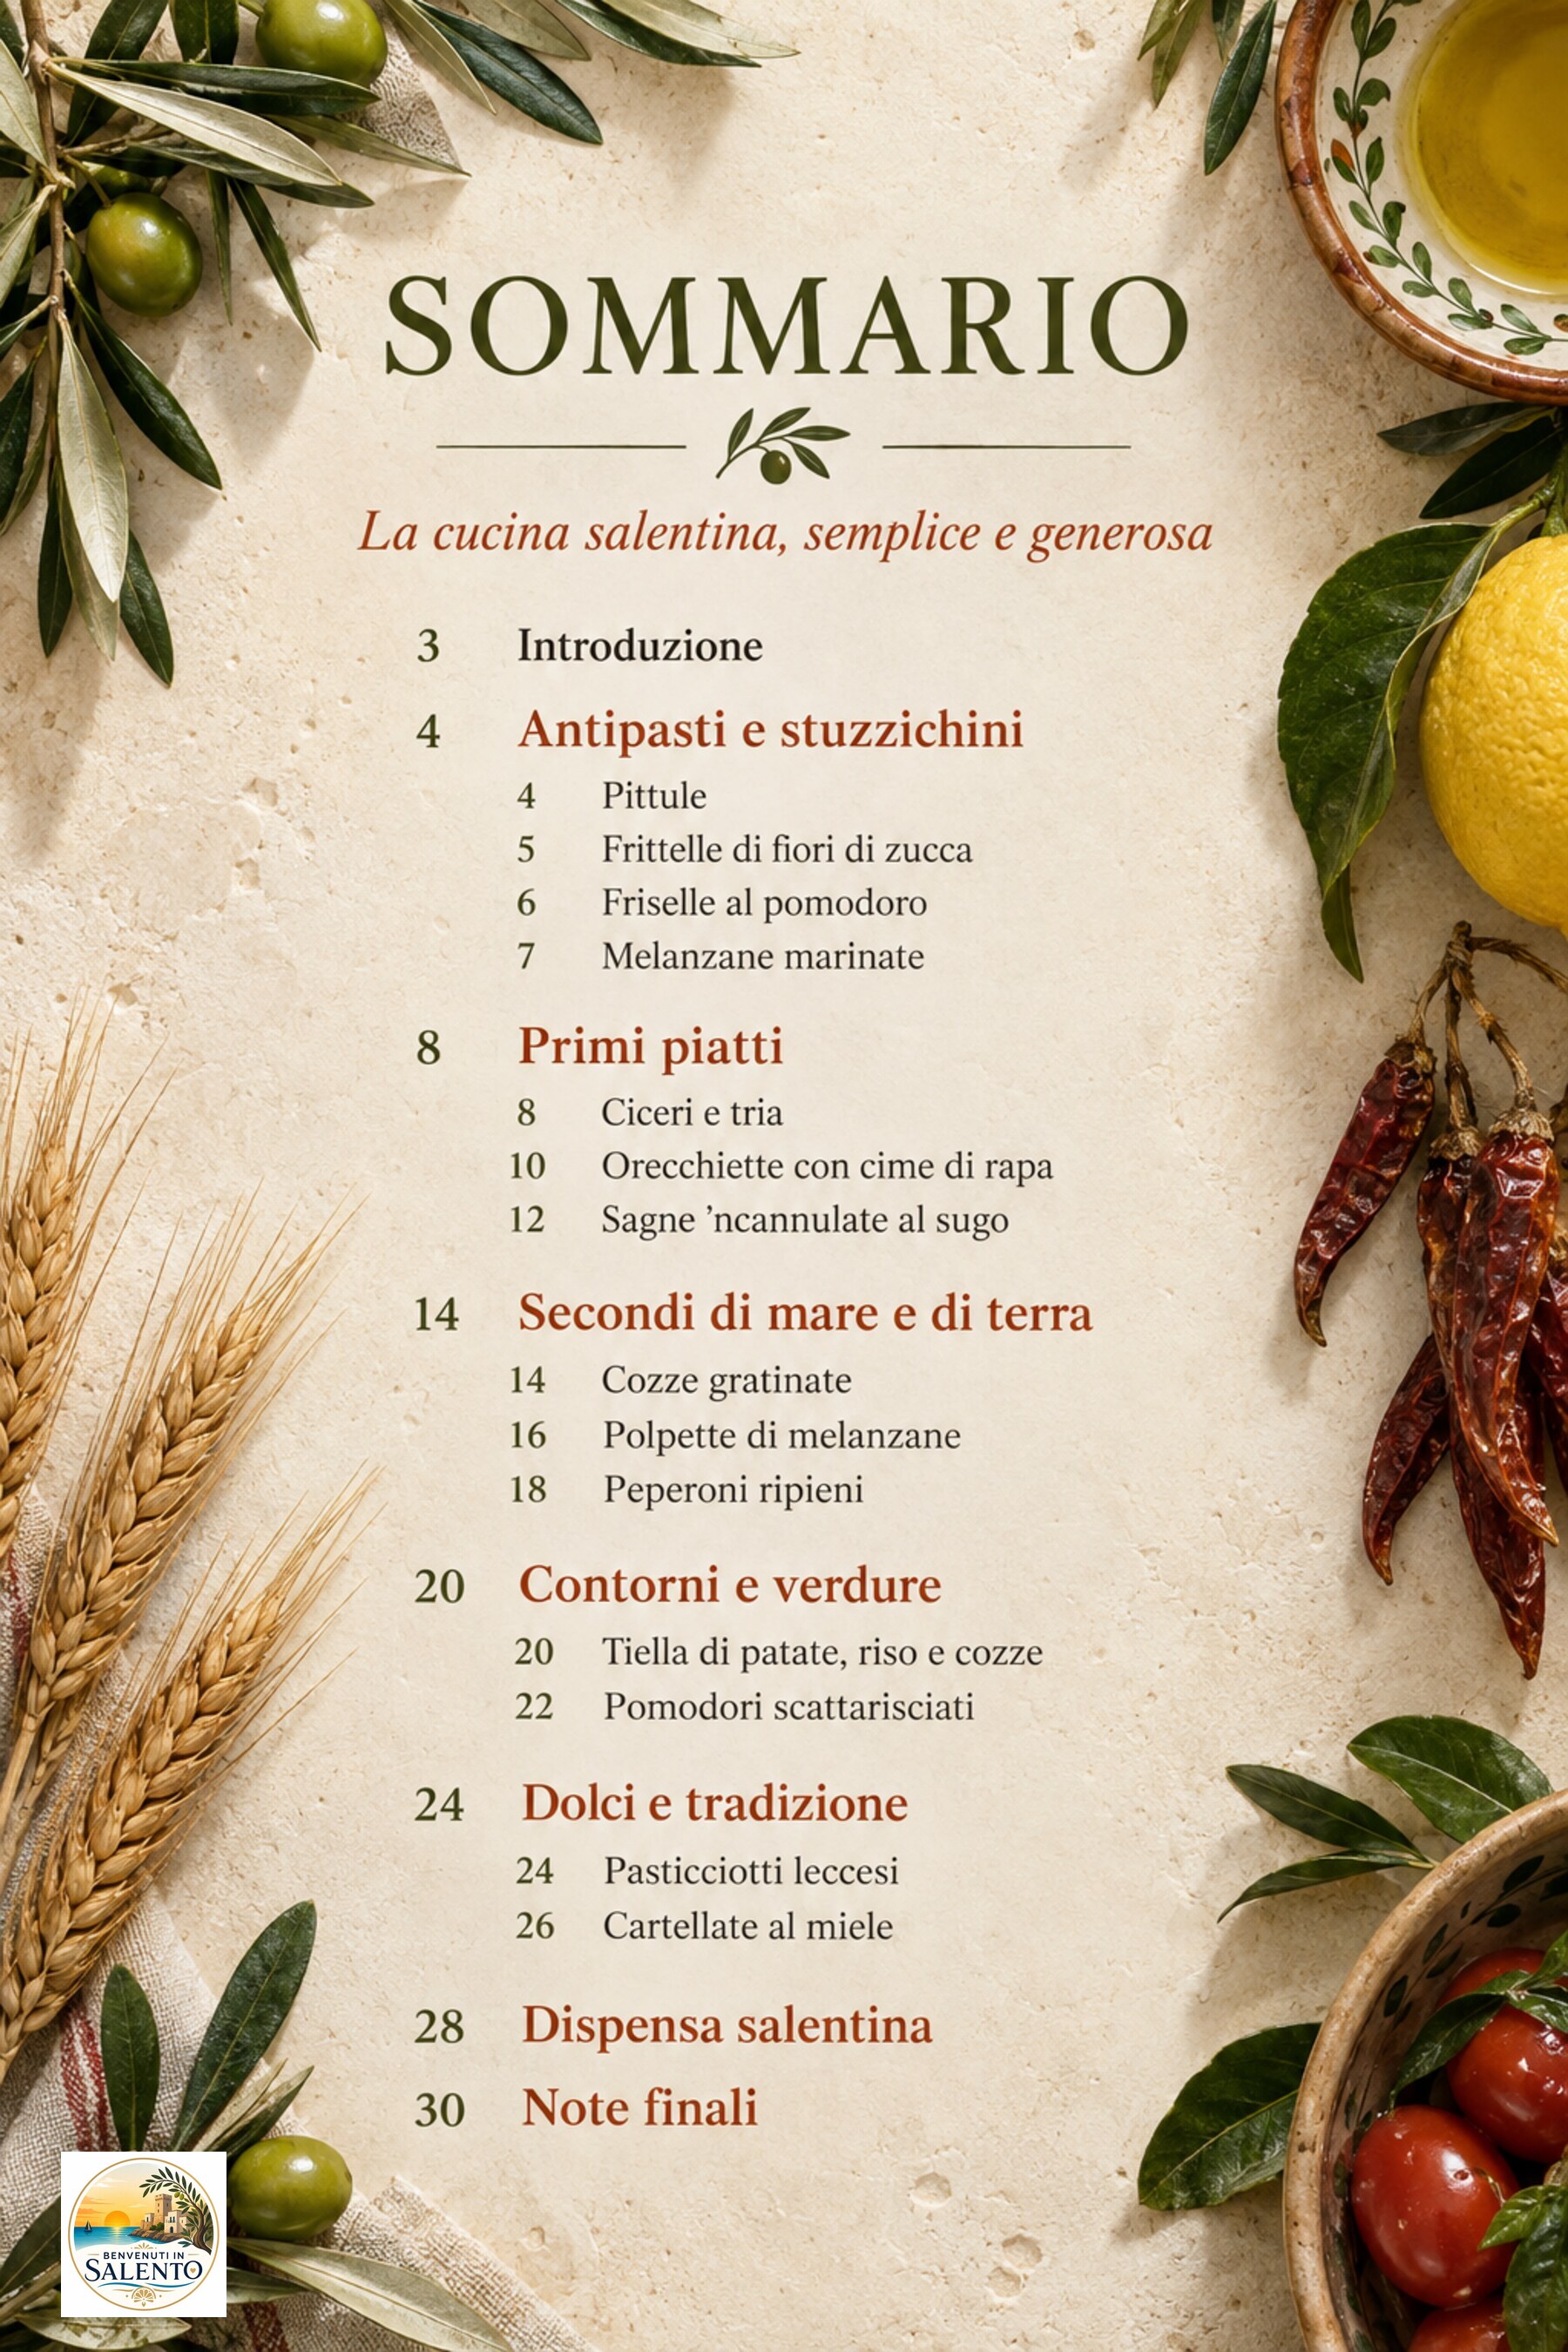 SOMMARIO
La cucina salentina, semplice e generosa
3 Introduzione
4 Antipasti e stuzzichini
4 Pittule
5 Frittelle di fiori di zucca
6 Friselle al pomodoro
7 Melanzane marinate
8 Primi piatti
8 Ciceri e tria
10 Orecchiette con cime di rapa
12 Sagne ’ncannulate al sugo
14 Secondi di mare e di terra
14 Cozze gratinate
16 Polpette di melanzane
18 Peperoni ripieni
20 Contorni e verdure
20 Tiella di patate, riso e cozze
22 Pomodori scattarisciati
24 Dolci e tradizione
24 Pasticciotti leccesi
26 Cartellate al miele
28 Dispensa salentina
30 Note finali
BENVENUTI IN
SALENTO